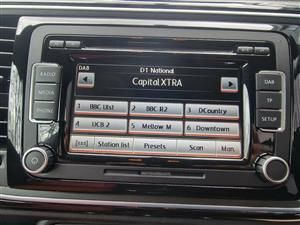 DAB
D1 National
Capital XTRA
RADIO
MEDIA
PHONE
DAB
TP
SETUP
1 BBC Ulst
2 BBC R2
3 DCountry
4 UCB 2
5 Mellow M
6 Downtown
Station list
Presets
Scan
Man.